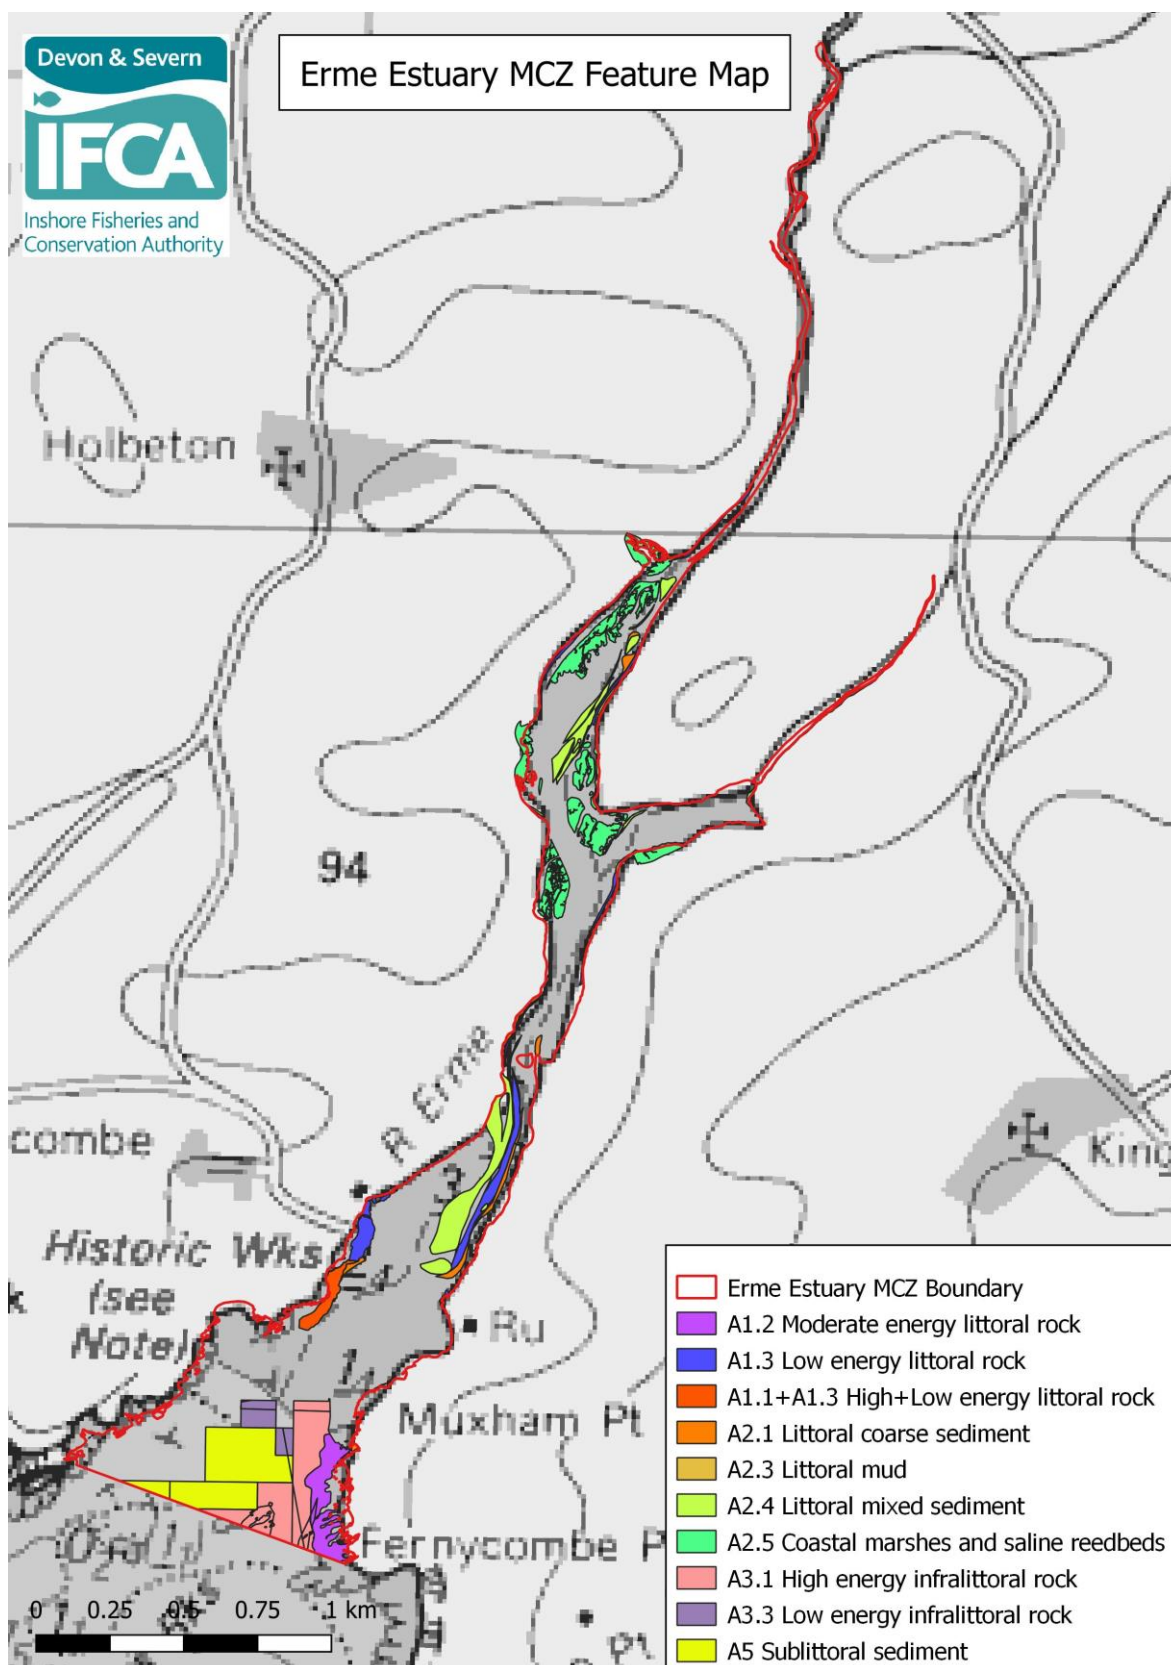 Devon & Severn
IFCA
Inshore Fisheries and
Conservation Authority
Erme Estuary MCZ Feature Map
Holbeton
94
R Erme
combe
King
Historic Wks
(see
Note)
Ru
Muxham Pt
Fernycombe P
Pt
Erme Estuary MCZ Boundary
A1.2 Moderate energy littoral rock
A1.3 Low energy littoral rock
A1.1+A1.3 High+Low energy littoral rock
A2.1 Littoral coarse sediment
A2.3 Littoral mud
A2.4 Littoral mixed sediment
A2.5 Coastal marshes and saline reedbeds
A3.1 High energy infralittoral rock
A3.3 Low energy infralittoral rock
A5 Sublittoral sediment
0 0.25 0.5 0.75 1 km